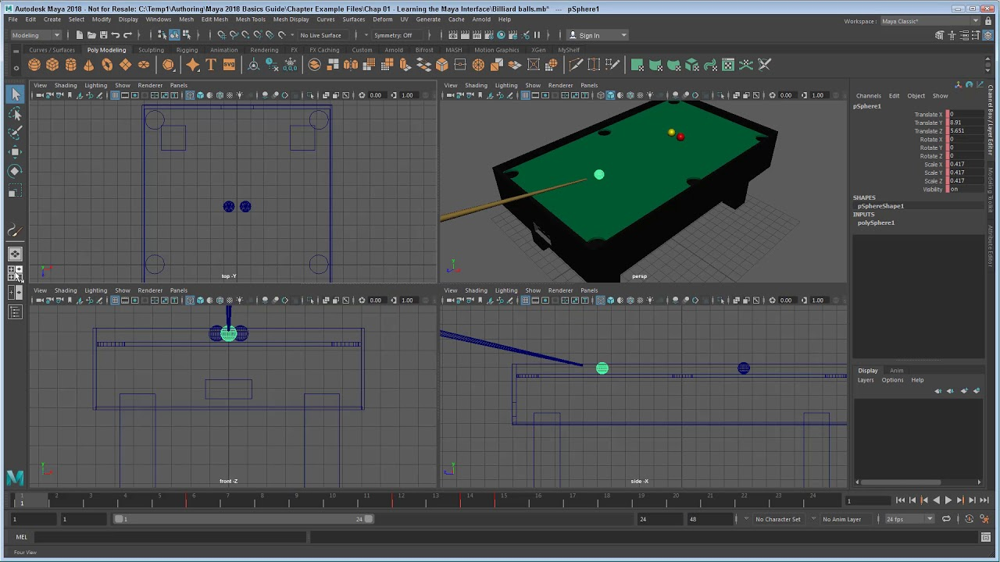 Autodesk Maya 2018 - Not for Resale: C:\Temp1\Authoring\Maya 2018 Basics Guide\Chapter Example Files\Chap 01 - Learning the Maya Interface\Billiard balls.mb* --- pSphere1
File Edit Create Select Modify Display Windows Mesh Edit Mesh Mesh Tools Mesh Display Curves Surfaces Deform UV Generate Cache Arnold Help
Workspace : Maya Classic*
Modeling No Live Surface Symmetry: Off Sign In
Curves / Surfaces Poly Modeling Sculpting Rigging Animation Rendering FX FX Caching Custom Arnold Bifrost MASH Motion Graphics XGen MyShelf
SVG
View Shading Lighting Show Renderer Panels
0.00 1.00
top -Y
View Shading Lighting Show Renderer Panels
0.00 1.00
persp
View Shading Lighting Show Renderer Panels
0.00 1.00
front -Z
View Shading Lighting Show Renderer Panels
0.00 1.00
side -X
Channels Edit Object Show
pSphere1
Translate X 0
Translate Y 8.91
Translate Z 5.651
Rotate X 0
Rotate Y 0
Rotate Z 0
Scale X 0.417
Scale Y 0.417
Scale Z 0.417
Visibility on
SHAPES
pSphereShape1
INPUTS
polySphere1
Channel Box / Layer Editor
Modeling Toolkit
Attribute Editor
Display Anim
Layers Options Help
1 2 3 4 5 6 7 8 9 10 11 12 13 14 15 16 17 18 19 20 21 22 23 24
1
1
1 1 1 24 24 48 No Character Set No Anim Layer 24 fps
MEL
Four View